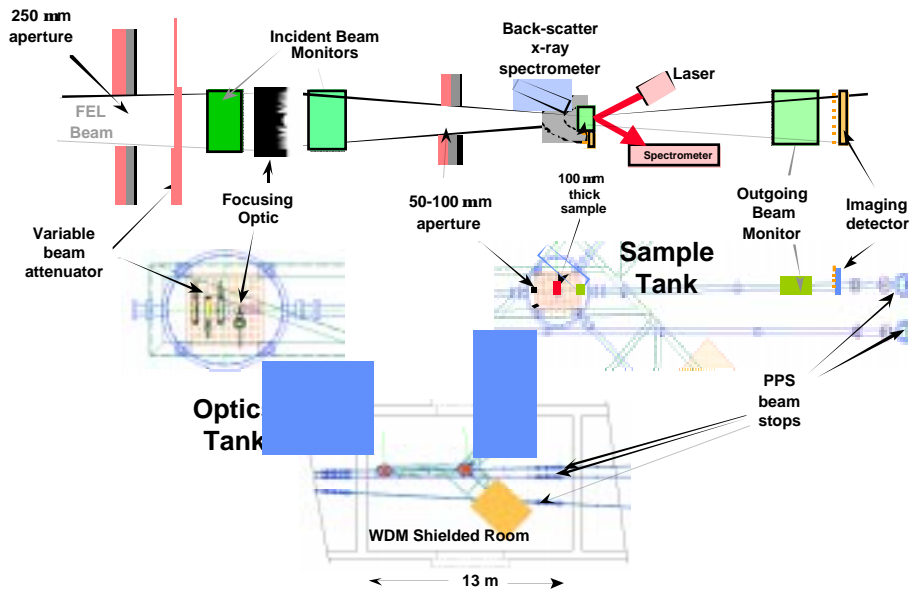 250 mm
aperture
Incident Beam
Monitors
Back-scatter
x-ray
spectrometer
Laser
FEL
Beam
Spectrometer
Focusing
Optic
50-100 mm
aperture
100 mm
thick
sample
Outgoing
Beam
Monitor
Imaging
detector
Variable
beam
attenuator
Sample
Tank
PPS
beam
stops
Optic
Tank
WDM Shielded Room
13 m